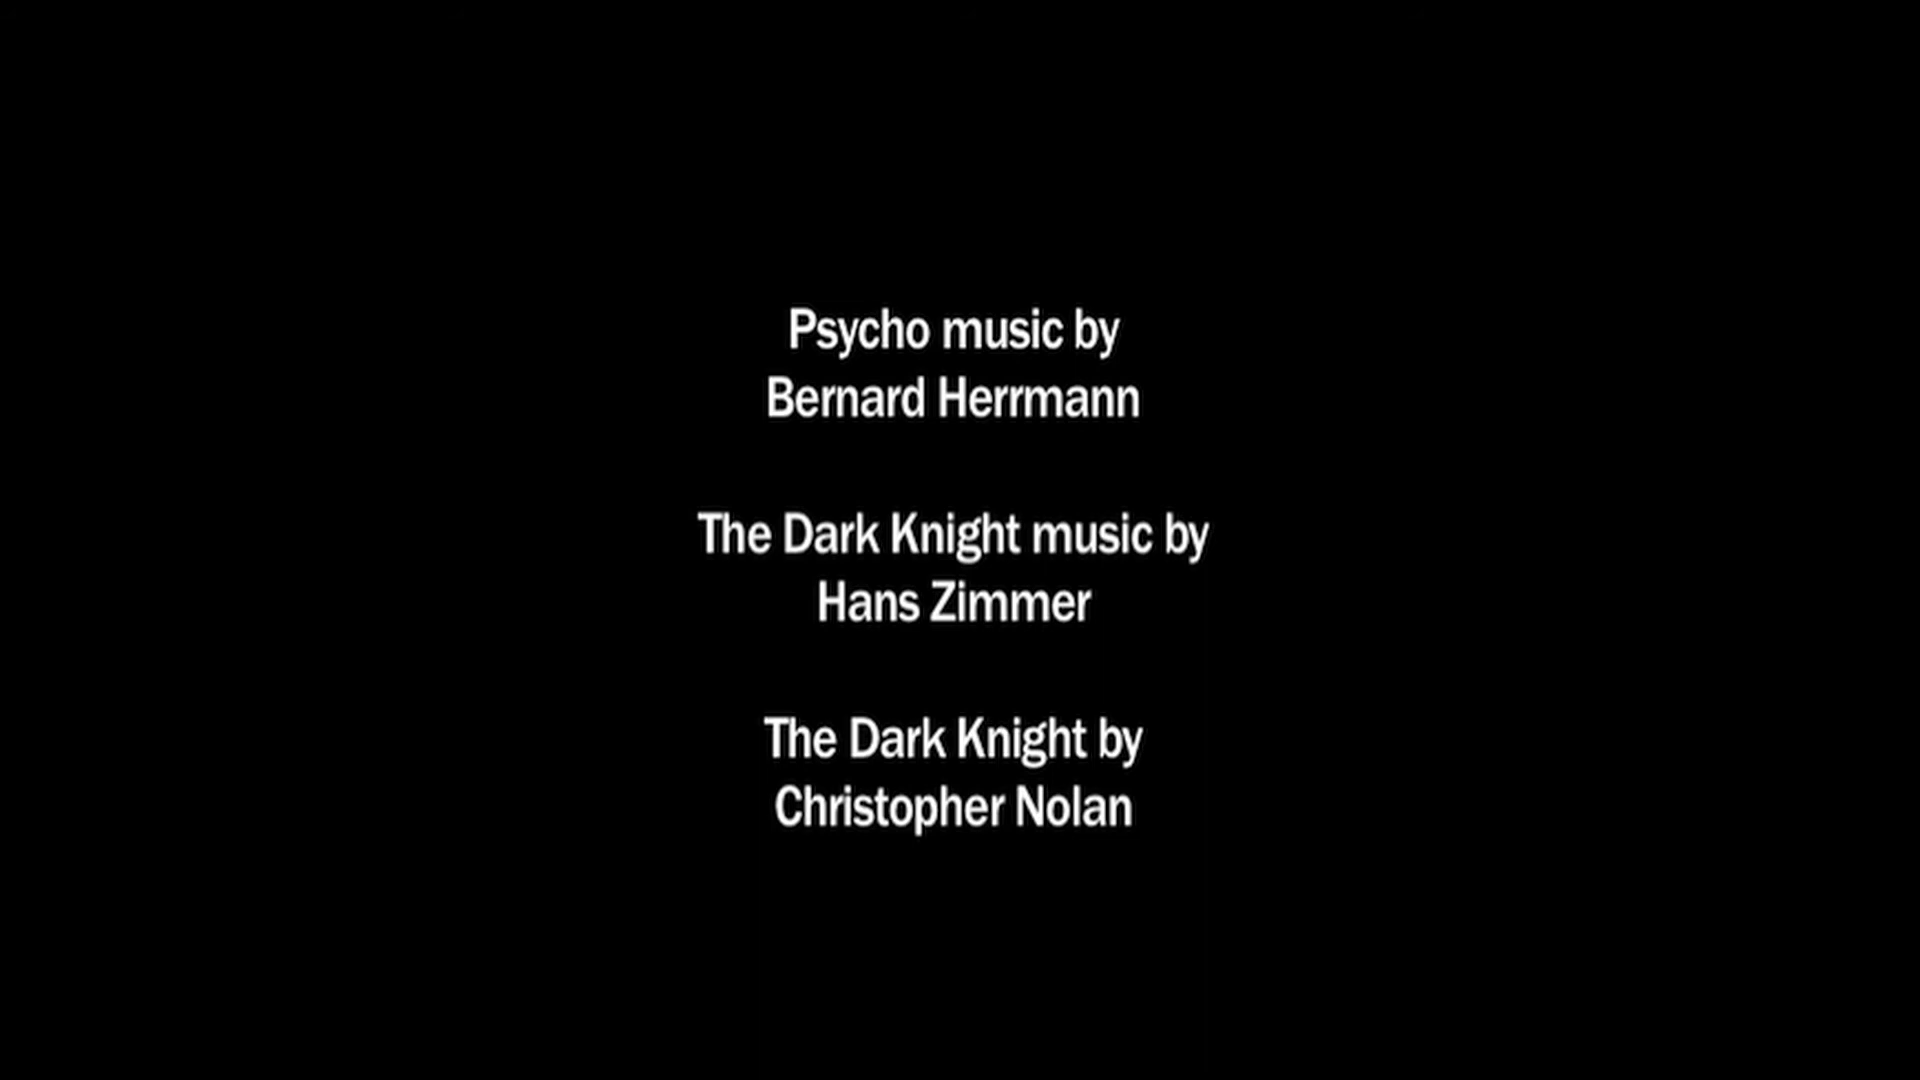 Psycho music by
Bernard Herrmann
The Dark Knight music by
Hans Zimmer
The Dark Knight by
Christopher Nolan